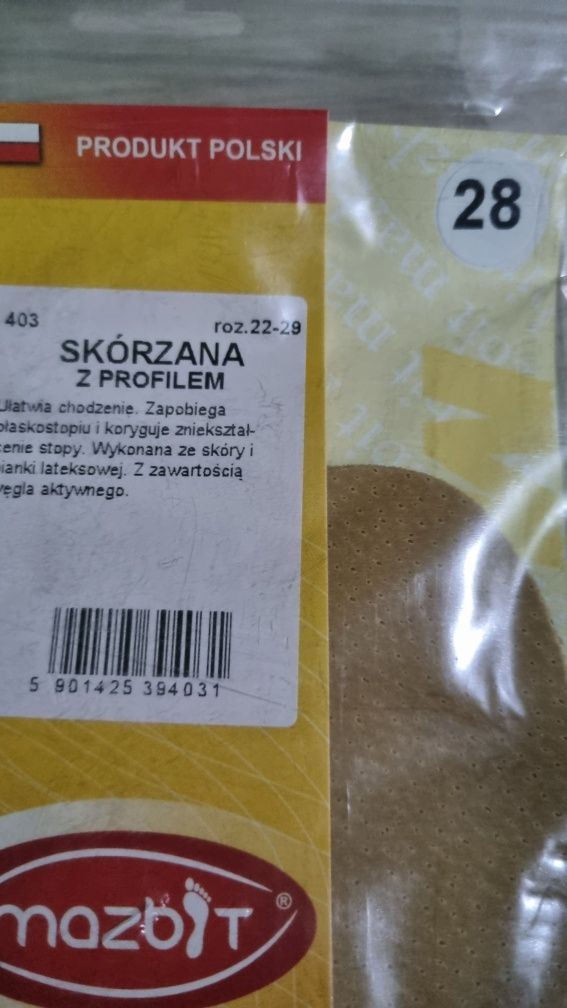 PRODUKT POLSKI
28
403
roz.22-29
SKÓRZANA
Z PROFILEM
Ułatwia chodzenie. Zapobiega
płaskostopiu i koryguje zniekształ-
cenie stopy. Wykonana ze skóry i
pianki lateksowej. Z zawartością
węgla aktywnego.
5 901425 394031
mazbit®